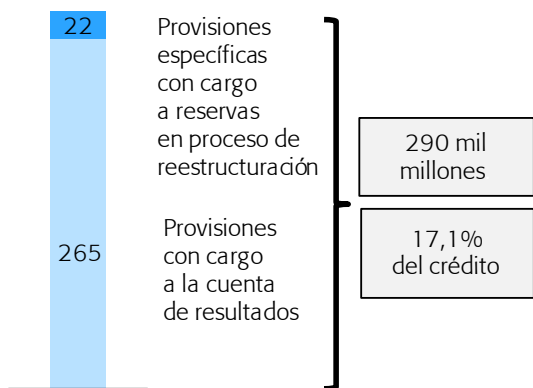 22
Provisiones
específicas
con cargo
a reservas
en proceso de
reestructuración
290 mil
millones
265
Provisiones
con cargo
a la cuenta
de resultados
17,1%
del crédito